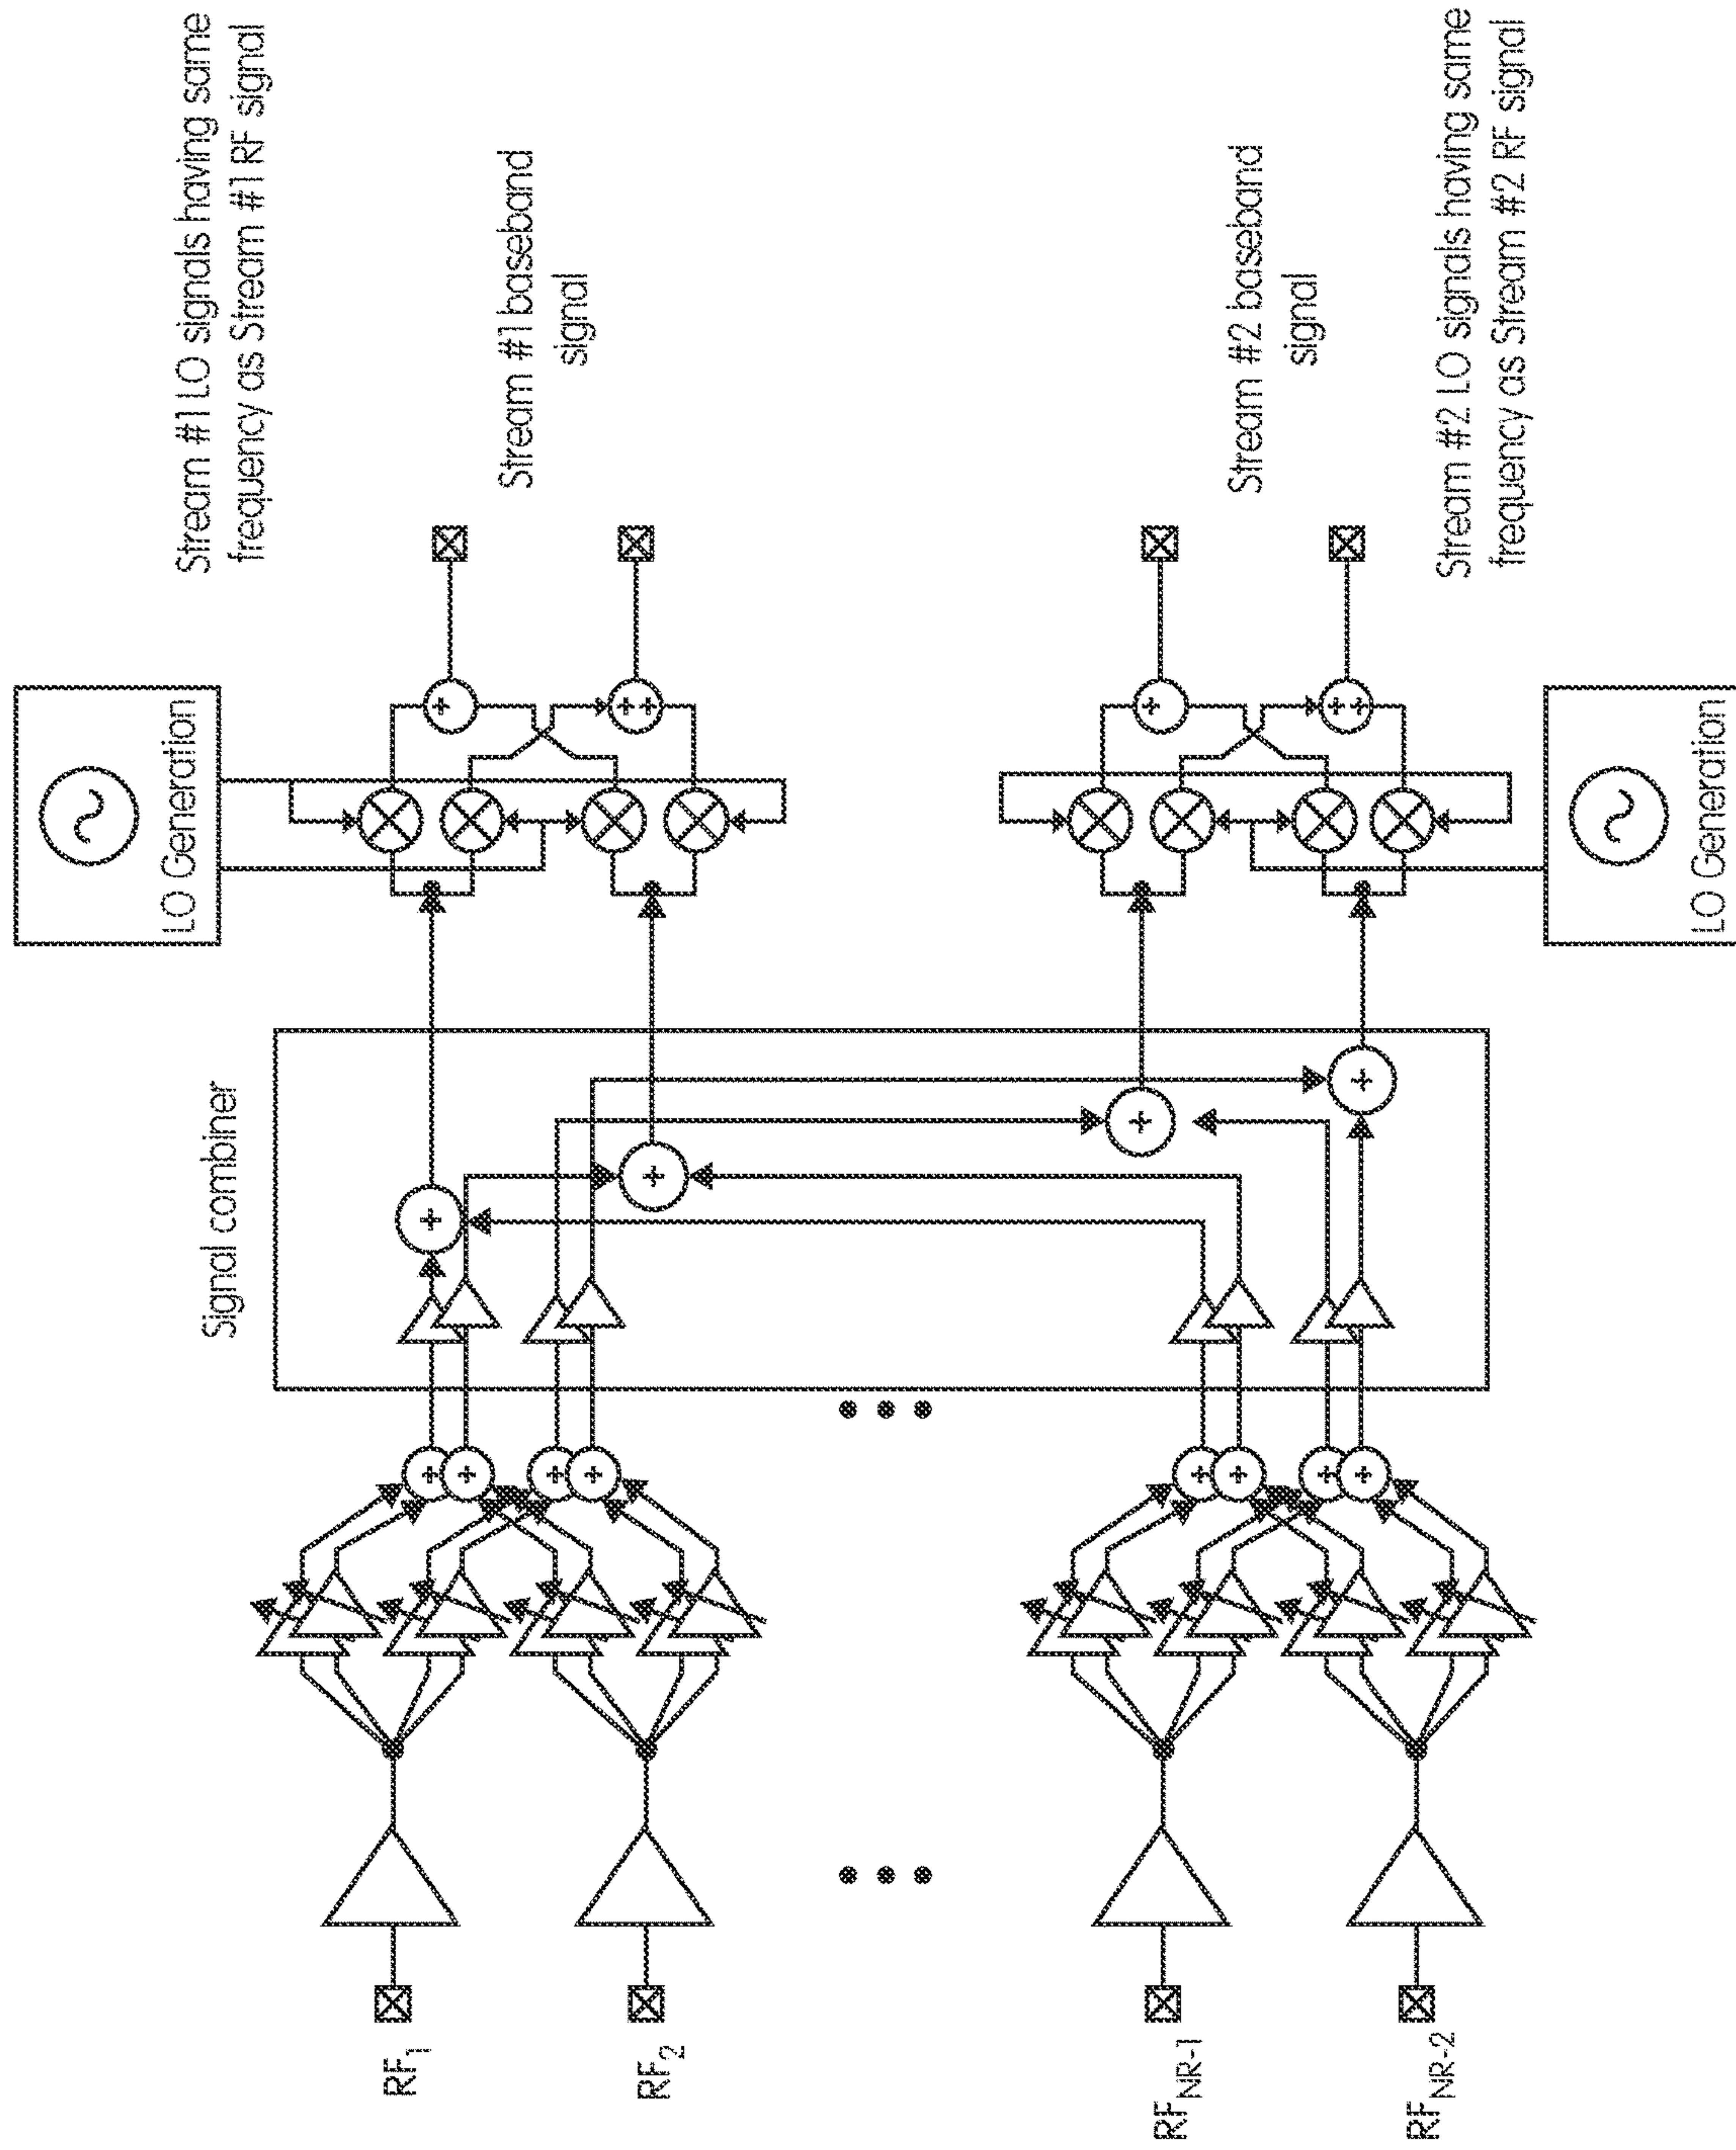 Stream #1 LO signals having same
frequency as Stream #1 RF signal
LO Generation
Stream #1 baseband
signal
Signal combiner
RF1
RF2
RFNR-1
RFNR-2
Stream #2 baseband
signal
LO Generation
Stream #2 LO signals having same
frequency as Stream #2 RF signal